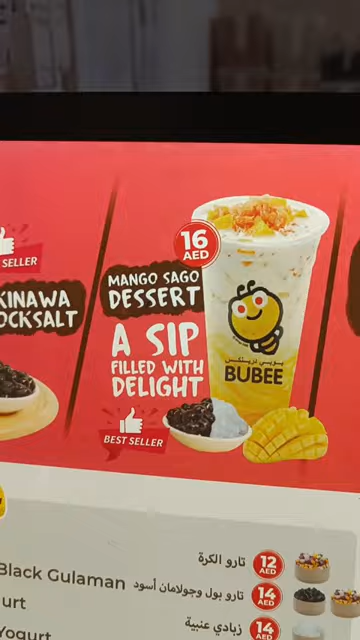 SELLER
KINAWA
OCKSALT
16
AED
MANGO SAGO
DESSERT
A SIP
FILLED WITH
DELIGHT
BEST SELLER
بوبي درينكس
BUBEE
تارو الكرة
12
AED
Black Gulaman
تارو بول وجولامان أسود
14
AED
urt
زبادي عنبية
14
AED
Yogurt